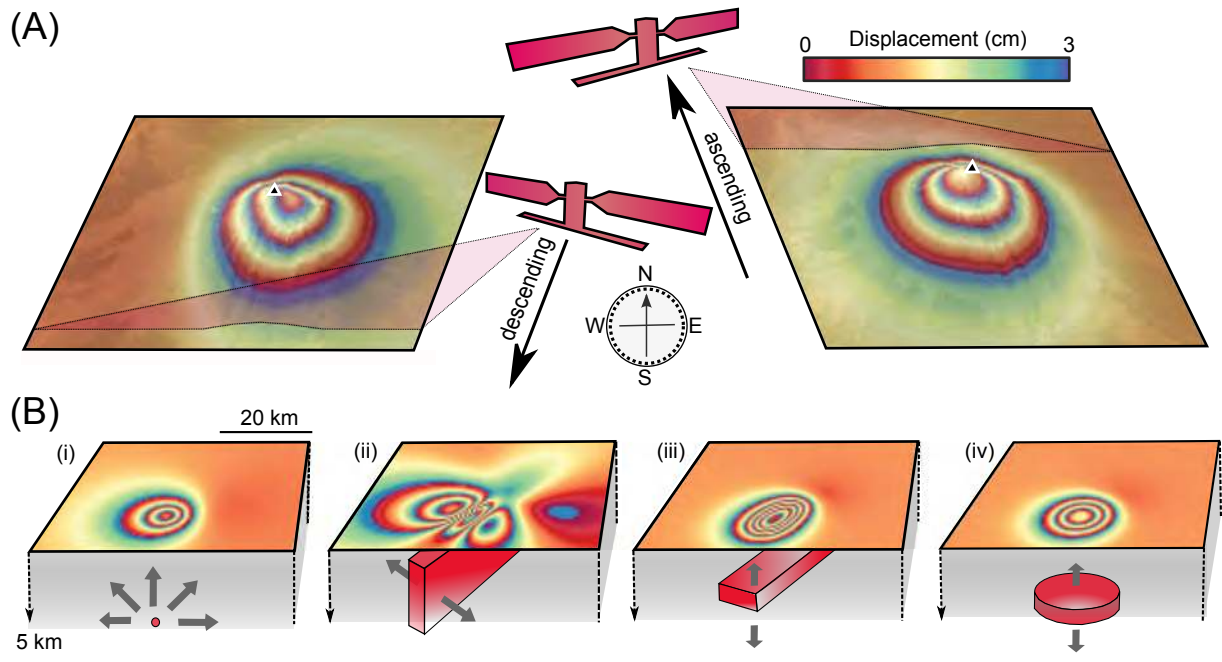 (A)
Displacement (cm)
0
3
ascending
descending
N
W
E
S
(B)
20 km
(i)
(ii)
(iii)
(iv)
5 km